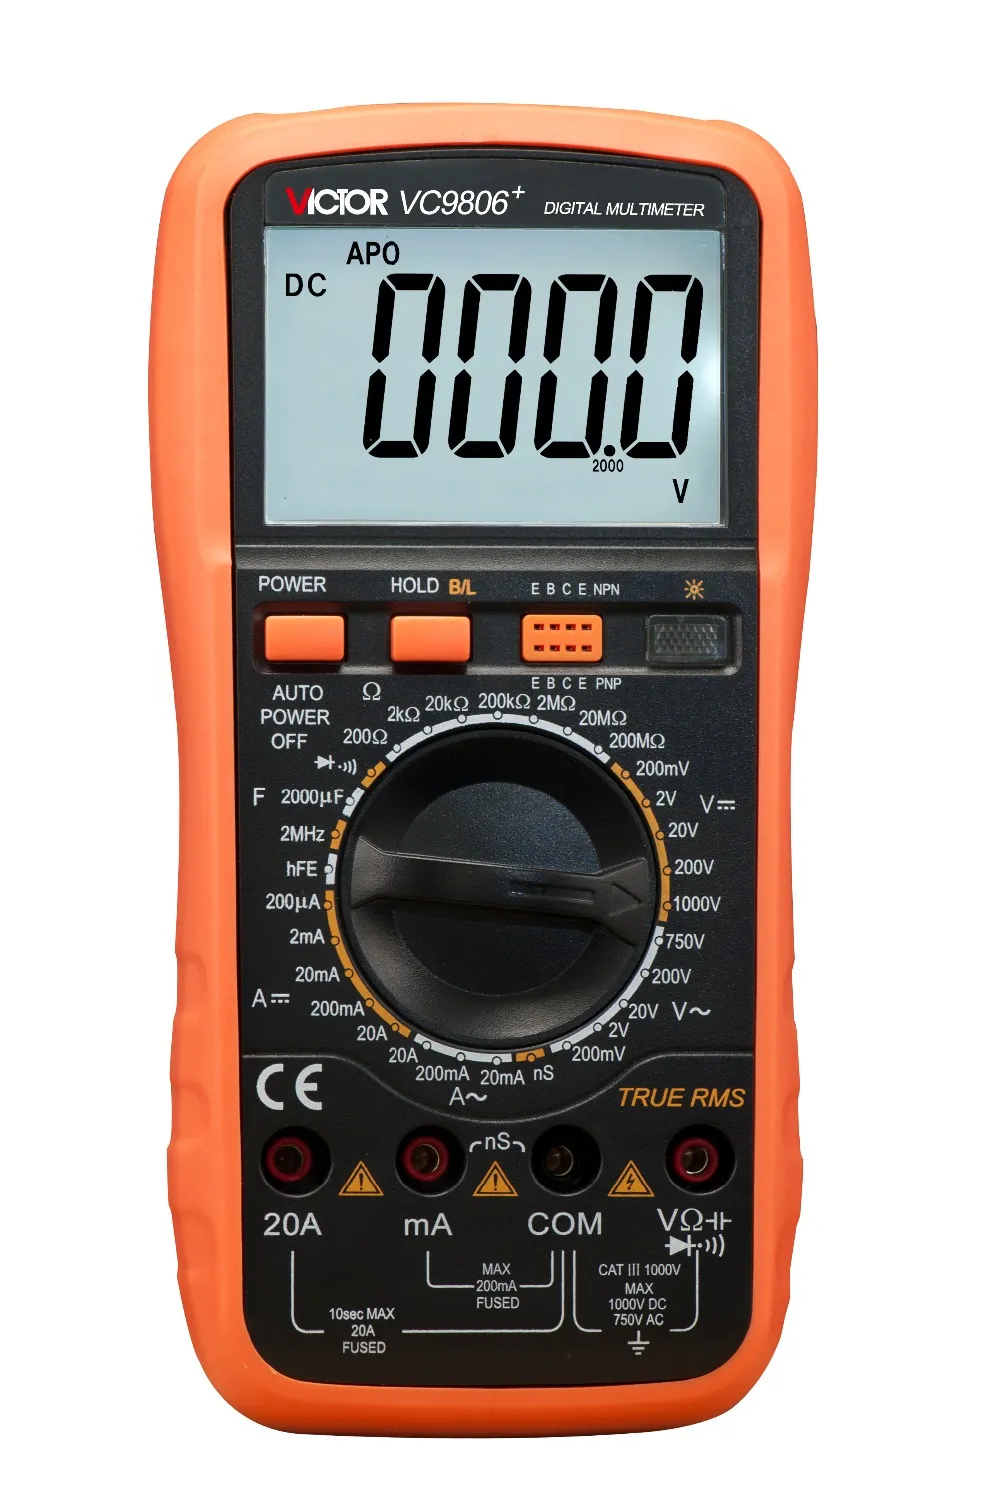 VICTOR VC9806+ DIGITAL MULTIMETER
APO
DC
000.0
2000
V
POWER
HOLD B/L
E B C E NPN
E B C E PNP
AUTO
POWER
OFF
Ω
200Ω
2kΩ
20kΩ
200kΩ
2MΩ
20MΩ
200MΩ
200mV
2V
V⎓
20V
200V
1000V
750V
200V
20V
V~
2V
200mV
nS
20mA
200mA
A~
20A
20A
200mA
A⎓
20mA
2mA
200µA
hFE
2MHz
F 2000µF
CE
TRUE RMS
nS
20A
mA
COM
VΩ
MAX
200mA
FUSED
10sec MAX
20A
FUSED
CAT III 1000V
MAX
1000V DC
750V AC